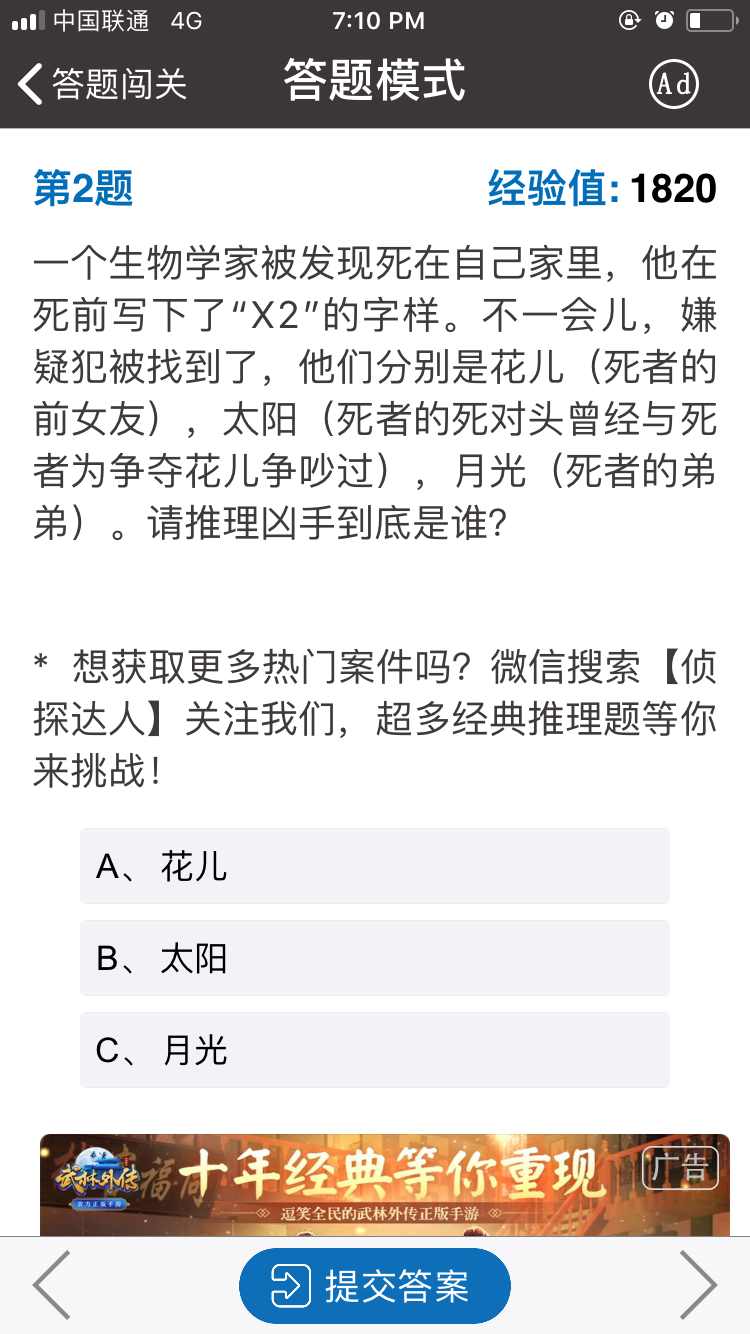 中国联通 4G 7:10 PM
答题闯关 答题模式 Ad
第2题 经验值: 1820
一个生物学家被发现死在自己家里，他在
死前写下了“X2”的字样。不一会儿，嫌
疑犯被找到了，他们分别是花儿（死者的
前女友），太阳（死者的死对头曾经与死
者为争夺花儿争吵过），月光（死者的弟
弟）。请推理凶手到底是谁？
* 想获取更多热门案件吗？微信搜索【侦
探达人】关注我们，超多经典推理题等你
来挑战！
A、 花儿
B、 太阳
C、 月光
武林外传
官方正版手游
十年经典等你重现
广告
逗笑全民的武林外传正版手游
提交答案